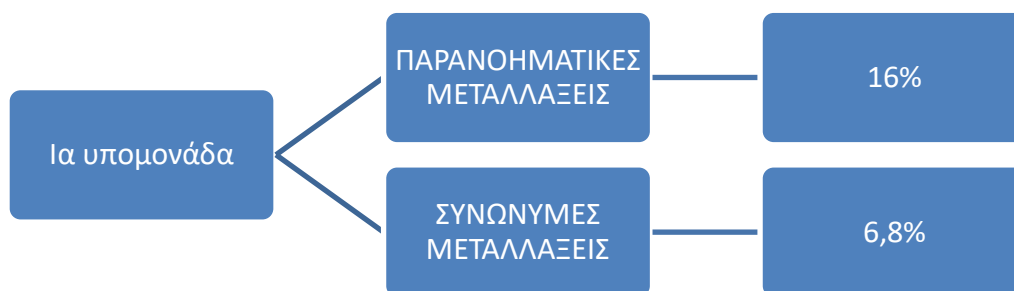 Ια υπομονάδα
ΠΑΡΑΝΟΗΜΑΤΙΚΕΣ
ΜΕΤΑΛΛΑΞΕΙΣ
16%
ΣΥΝΩΝΥΜΕΣ
ΜΕΤΑΛΛΑΞΕΙΣ
6,8%